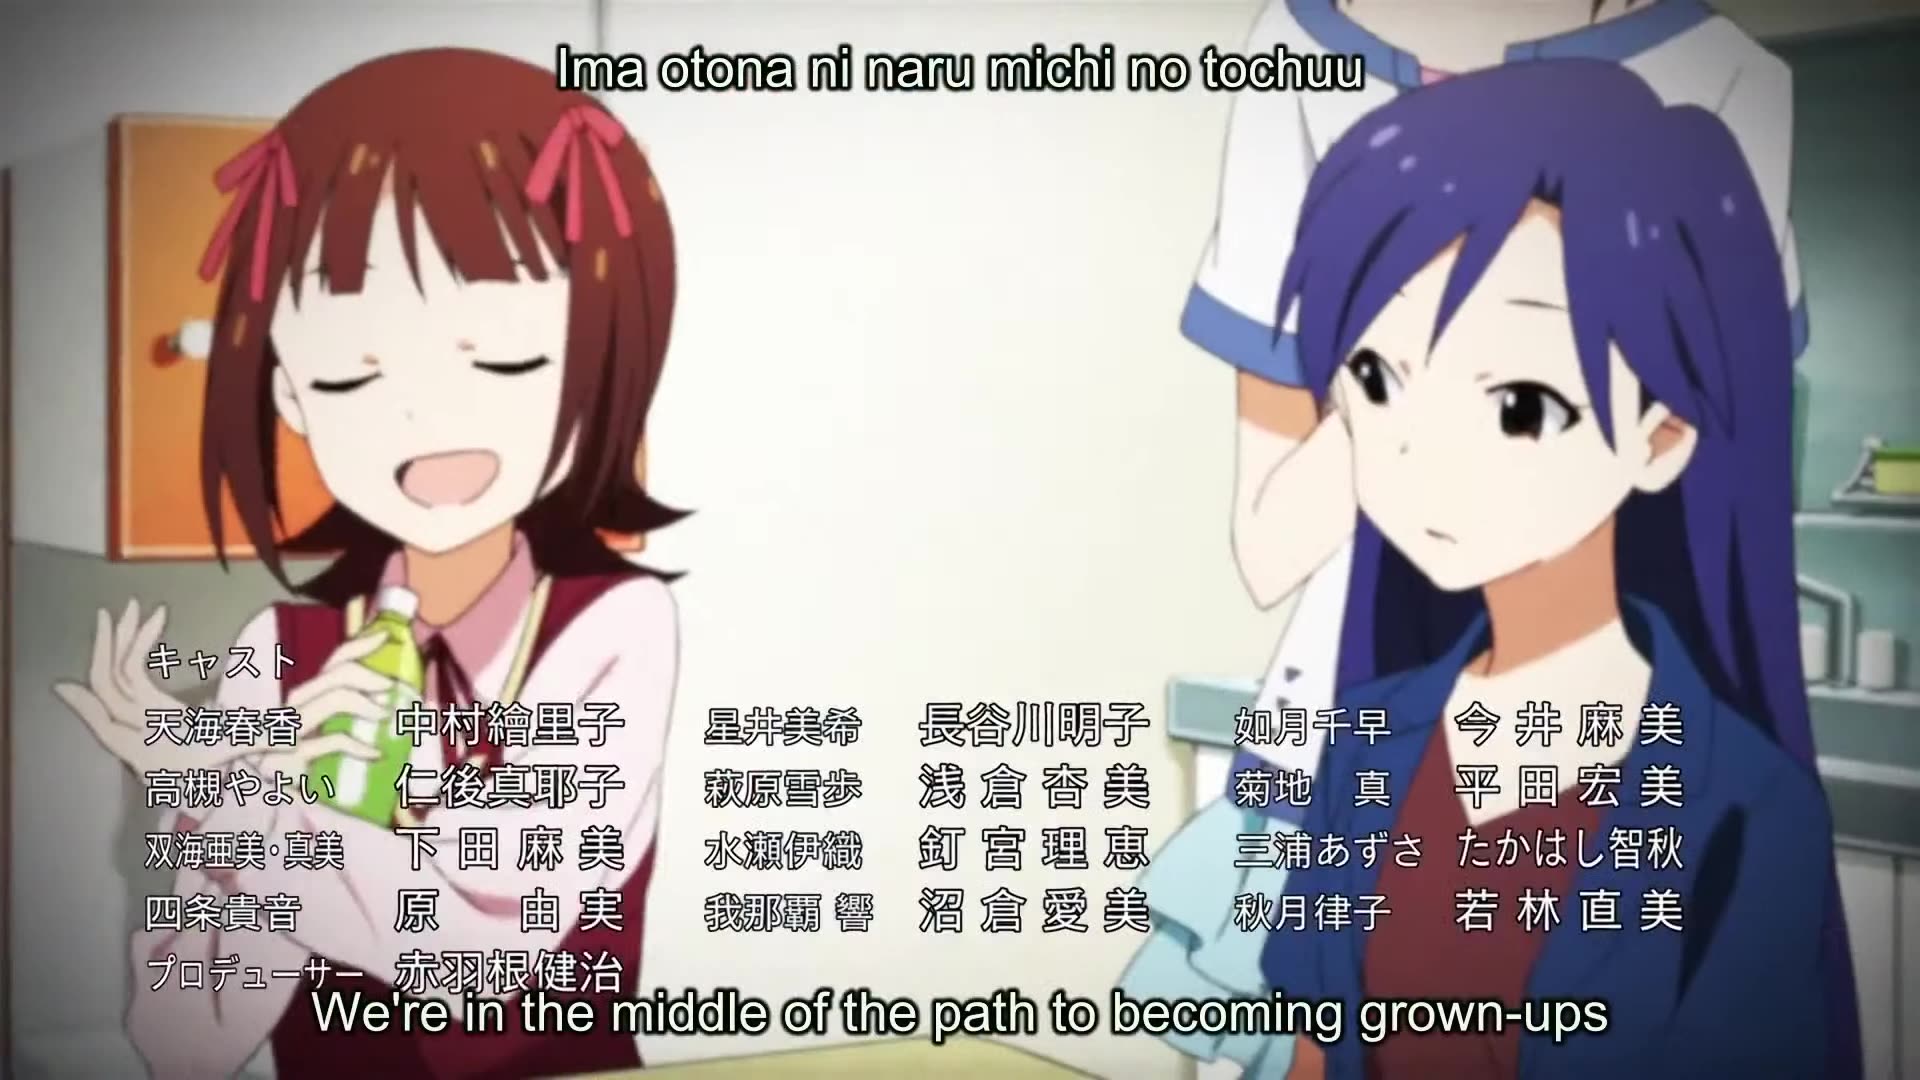 Ima otona ni naru michi no tochuu
キャスト
天海春香 中村繪里子 星井美希 長谷川明子 如月千早 今井麻美
高槻やよい 仁後真耶子 萩原雪歩 浅倉杏美 菊地 真 平田宏美
双海亜美・真美 下田麻美 水瀬伊織 釘宮理恵 三浦あずさ たかはし智秋
四条貴音 原 由実 我那覇 響 沼倉愛美 秋月律子 若林直美
プロデューサー 赤羽根健治
We're in the middle of the path to becoming grown-ups